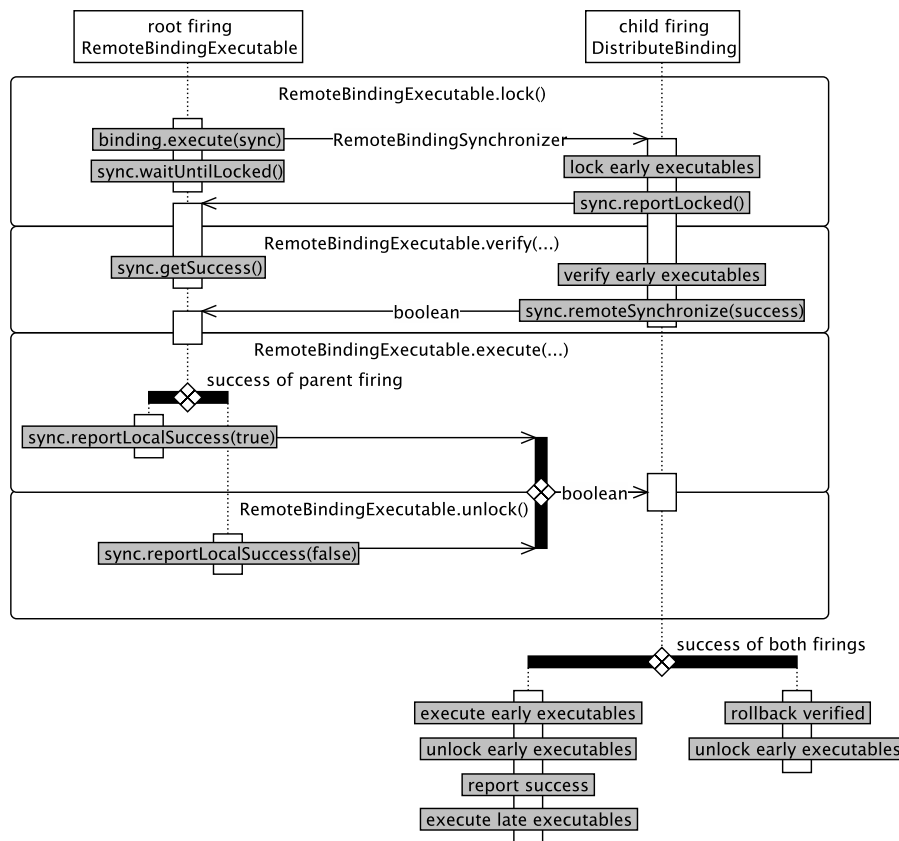 root firing
RemoteBindingExecutable
child firing
DistributeBinding
RemoteBindingExecutable.lock()
binding.execute(sync)
RemoteBindingSynchronizer
lock early executables
sync.waitUntilLocked()
sync.reportLocked()
RemoteBindingExecutable.verify(...)
sync.getSuccess()
verify early executables
boolean
sync.remoteSynchronize(success)
RemoteBindingExecutable.execute(...)
success of parent firing
sync.reportLocalSuccess(true)
boolean
RemoteBindingExecutable.unlock()
sync.reportLocalSuccess(false)
success of both firings
execute early executables
rollback verified
unlock early executables
unlock early executables
report success
execute late executables